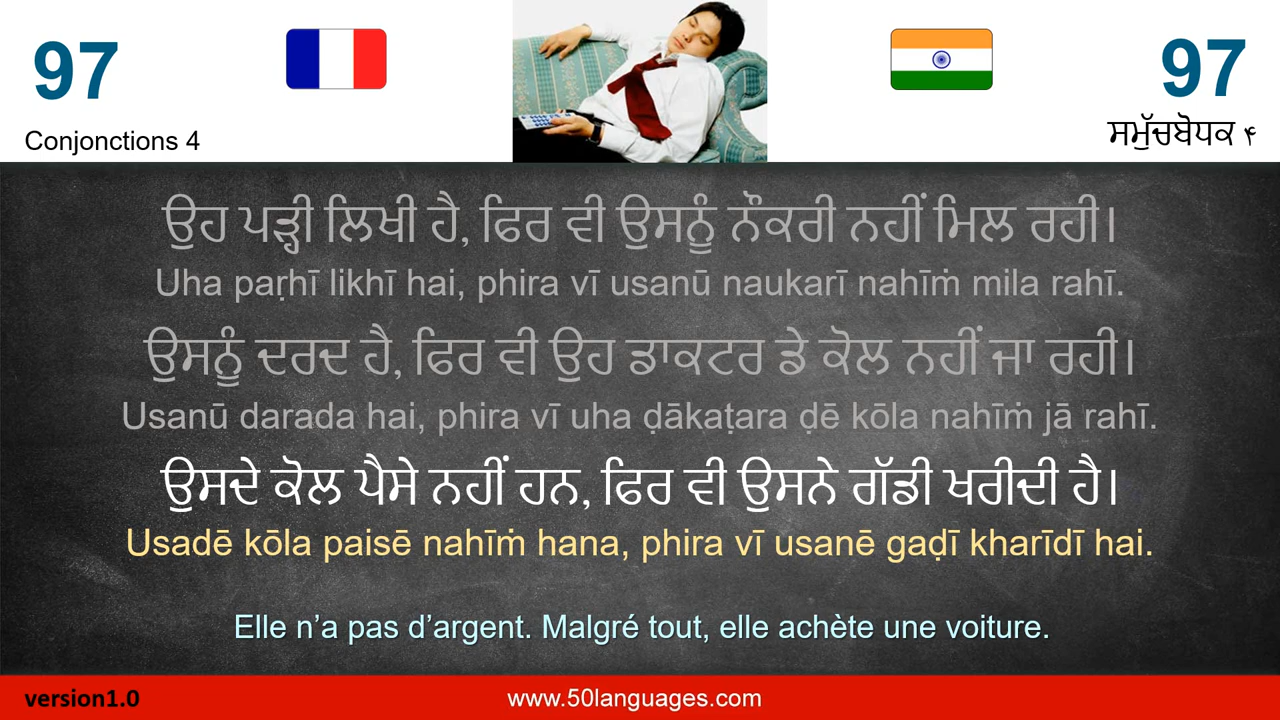 97
97
Conjonctions 4
ਸਮੁੱਚਬੋਧਕ ۴
ਉਹ ਪੜ੍ਹੀ ਲਿਖੀ ਹੈ, ਫਿਰ ਵੀ ਉਸਨੂੰ ਨੌਕਰੀ ਨਹੀਂ ਮਿਲ ਰਹੀ।
Uha paṛhī likhī hai, phira vī usanū naukarī nahīṁ mila rahī.
ਉਸਨੂੰ ਦਰਦ ਹੈ, ਫਿਰ ਵੀ ਉਹ ਡਾਕਟਰ ਡੇ ਕੋਲ ਨਹੀਂ ਜਾ ਰਹੀ।
Usanū darada hai, phira vī uha ḍākaṭara ḍē kōla nahīṁ jā rahī.
ਉਸਦੇ ਕੋਲ ਪੈਸੇ ਨਹੀਂ ਹਨ, ਫਿਰ ਵੀ ਉਸਨੇ ਗੱਡੀ ਖਰੀਦੀ ਹੈ।
Usadē kōla paisē nahīṁ hana, phira vī usanē gaḍī kharīdī hai.
Elle n’a pas d’argent. Malgré tout, elle achète une voiture.
version1.0
www.50languages.com